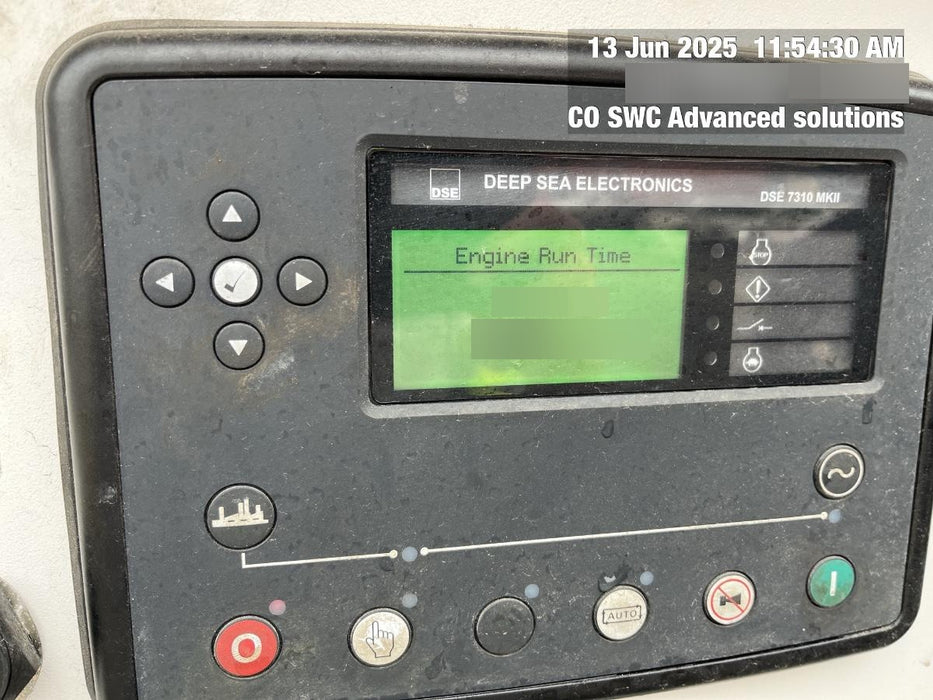 13 Jun 2025 11:54:30 AM
CO SWC Advanced solutions
DSE
DEEP SEA ELECTRONICS
DSE 7310 MKII
Engine Run Time
STOP
AUTO